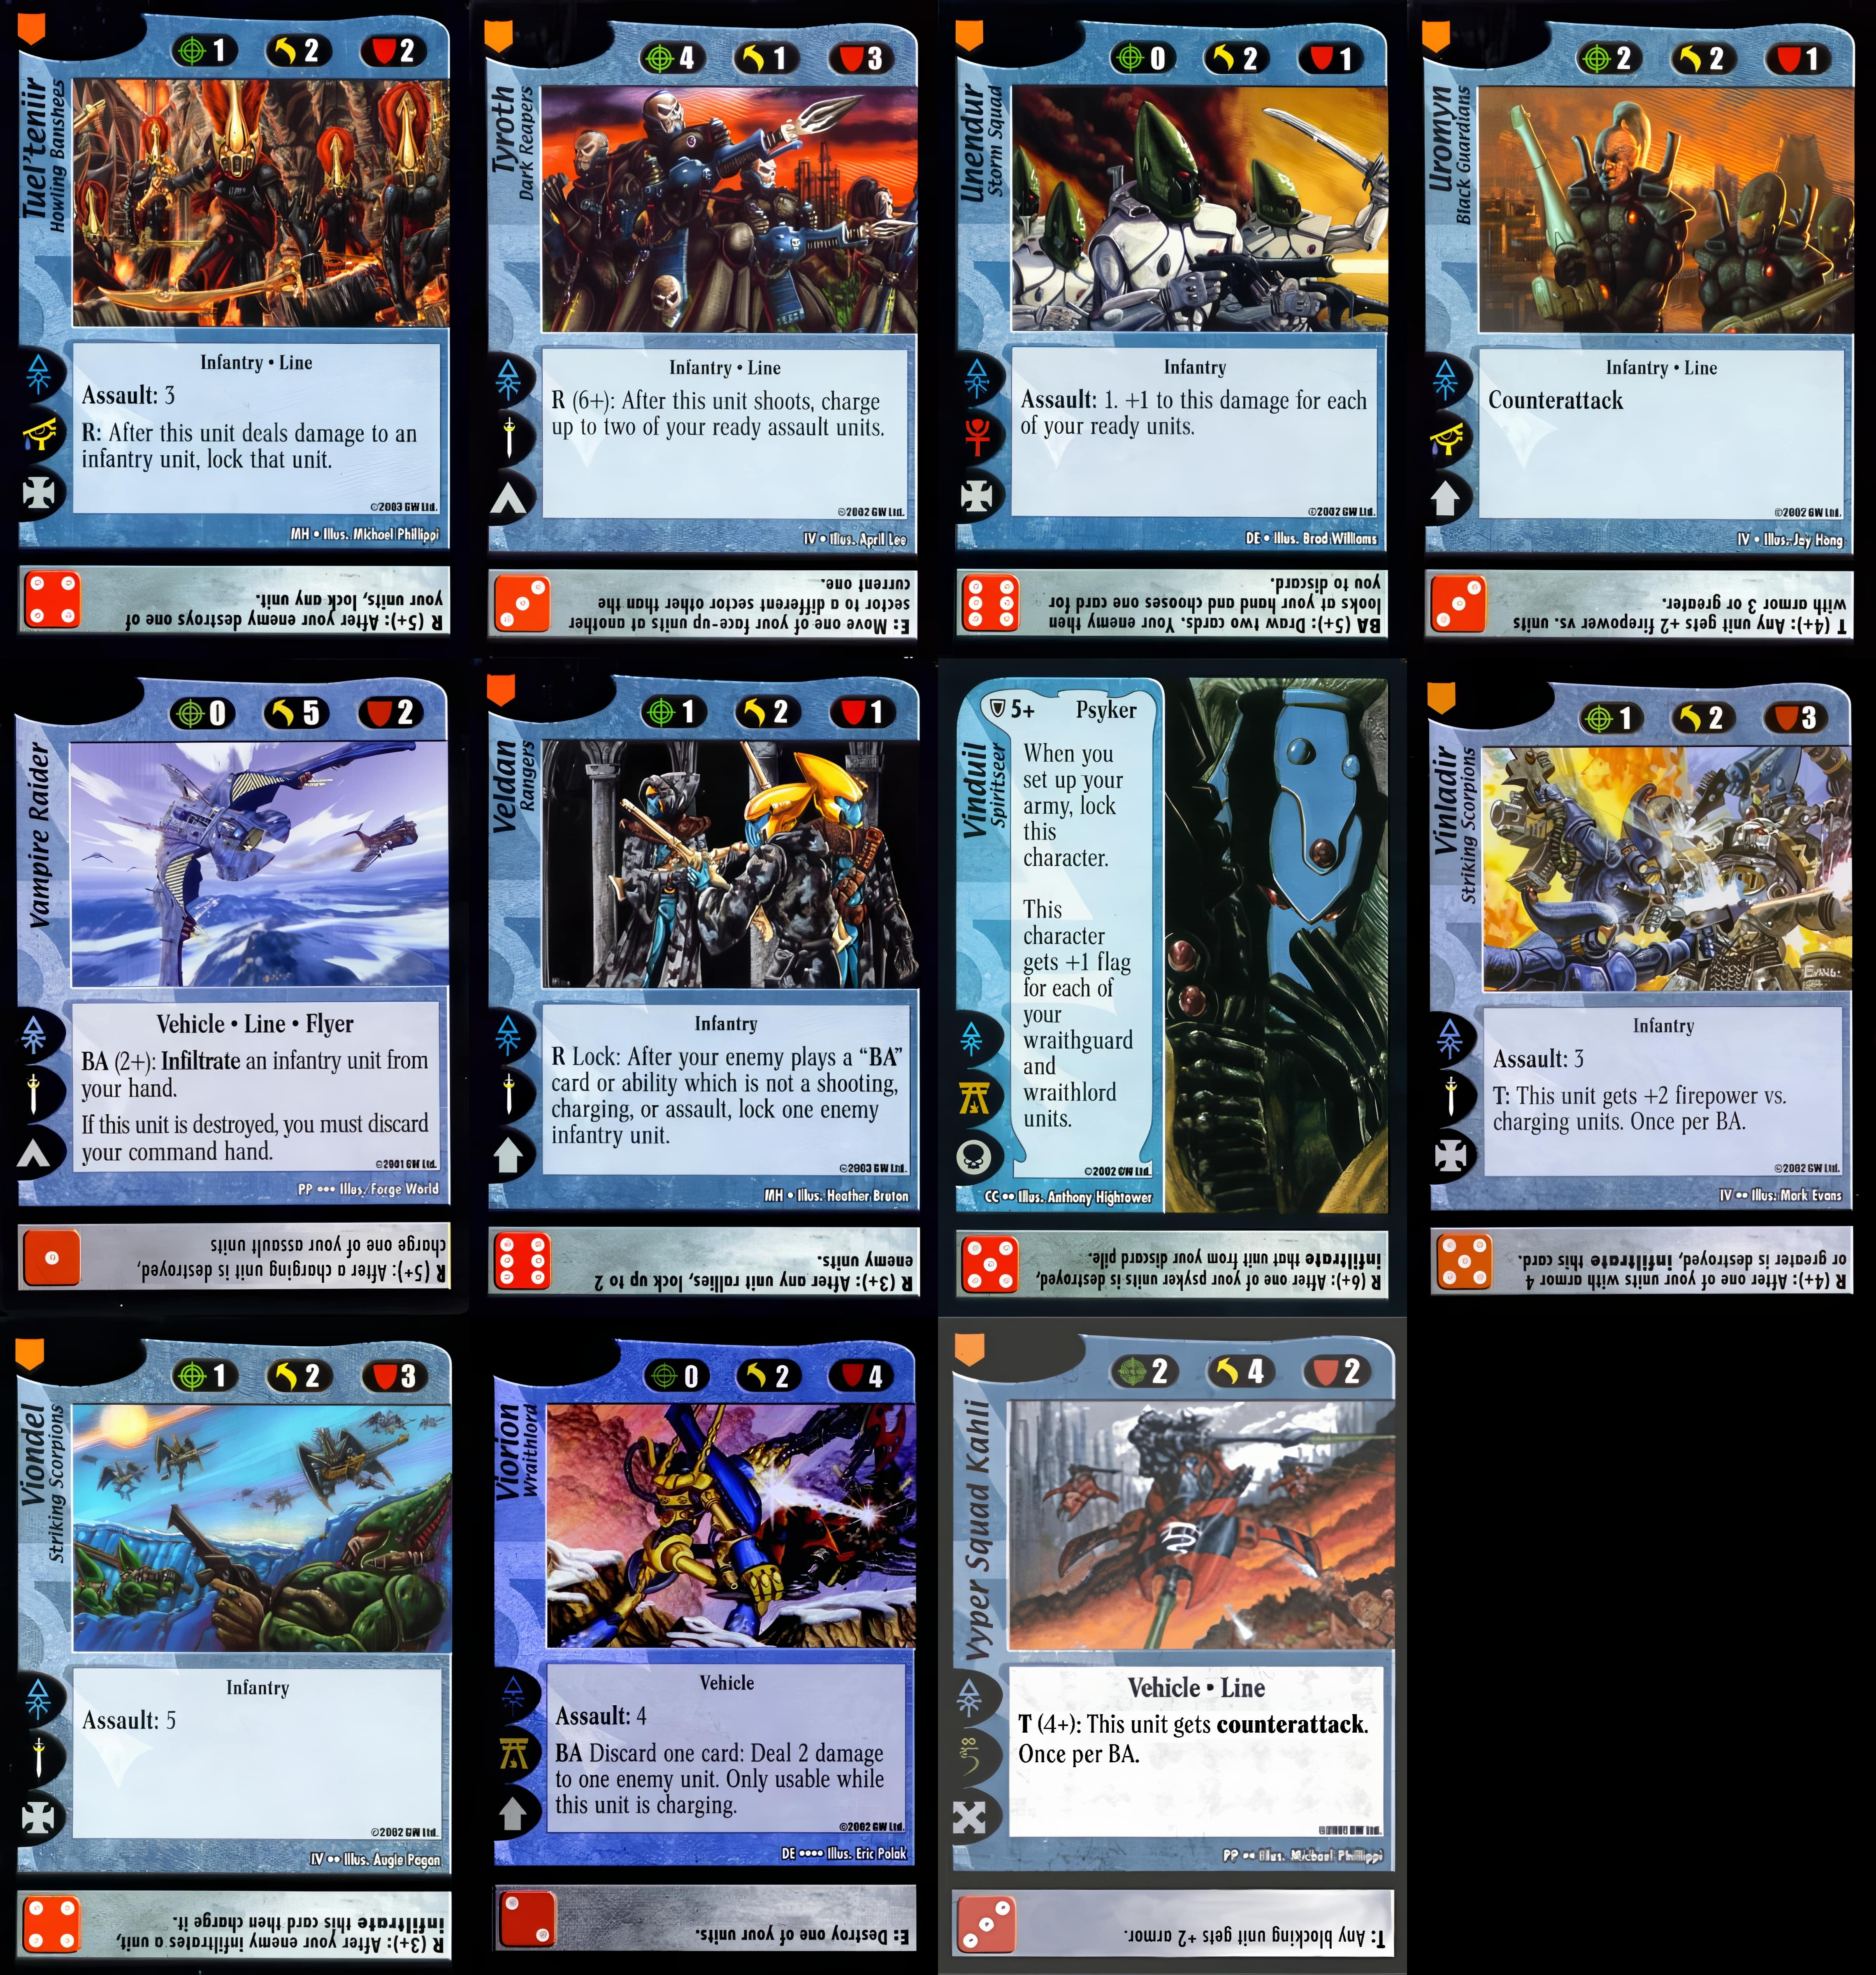 1 2 2
Tuel'teniir
Howling Banshees
Infantry • Line
Assault: 3
R: After this unit deals damage to an
infantry unit, lock that unit.
©2003 GW Ltd.
MH • Illus. Michael Phillippi
R (5+): After your enemy destroys one of
your units, lock any unit.
4 1 3
Tyroth
Dark Reapers
Infantry • Line
R (6+): After this unit shoots, charge
up to two of your ready assault units.
©2002 GW Ltd.
IV • Illus. April Lee
E: Move one of your face-up units at another
sector to a different sector other than the
current one.
0 2 1
Unendur
Storm Squad
Infantry
Assault: 1. +1 to this damage for each
of your ready units.
©2002 GW Ltd.
DE • Illus. Brad Williams
BA (5+): Draw two cards. Your enemy then
looks at your hand and chooses one card for
you to discard.
2 2 1
Uromyn
Black Guardians
Infantry • Line
Counterattack
©2002 GW Ltd.
IV • Illus. Jay Hong
T (4+): Any unit gets +2 firepower vs. units
with armor 3 or greater.
0 5 2
Vampire Raider
Vehicle • Line • Flyer
BA (2+): Infiltrate an infantry unit from
your hand.
If this unit is destroyed, you must discard
your command hand.
©2001 GW Ltd.
PP ••• Illus. Forge World
R (5+): After a charging unit is destroyed,
charge one of your assault units
1 2 1
Veldan
Rangers
Infantry
R Lock: After your enemy plays a “BA”
card or ability which is not a shooting,
charging, or assault, lock one enemy
infantry unit.
©2003 GW Ltd.
MH • Illus. Heather Bruton
R (3+): After any unit rallies, lock up to 2
enemy units.
Vinduil
Spiritseer
5+ Psyker
When you
set up your
army, lock
this
character.
This
character
gets +1 flag
for each of
your
wraithguard
and
wraithlord
units.
©2002 GW Ltd.
CC •• Illus. Anthony Hightower
R (6+): After one of your psyker units is destroyed,
infiltrate that unit from your discard pile.
1 2 3
Vinladir
Striking Scorpions
EVANS
Infantry
Assault: 3
T: This unit gets +2 firepower vs.
charging units. Once per BA.
©2002 GW Ltd.
IV •• Illus. Mark Evans
R (4+): After one of your units with armor 4
or greater is destroyed, infiltrate this card.
1 2 3
Viondel
Striking Scorpions
Infantry
Assault: 5
©2002 GW Ltd.
IV •• Illus. Augie Pagan
R (3+): After your enemy infiltrates a unit,
infiltrate this card then charge it.
0 2 4
Viorion
Wraithlord
Vehicle
Assault: 4
BA Discard one card: Deal 2 damage
to one enemy unit. Only usable while
this unit is charging.
©2002 GW Ltd.
DE •••• Illus. Eric Polak
E: Destroy one of your units.
2 4 2
Vyper Squad Kahli
Vehicle • Line
T (4+): This unit gets counterattack.
Once per BA.
GW Ltd.
PP •• Illus. Michael Phillippi
T: Any blocking unit gets +2 armor.